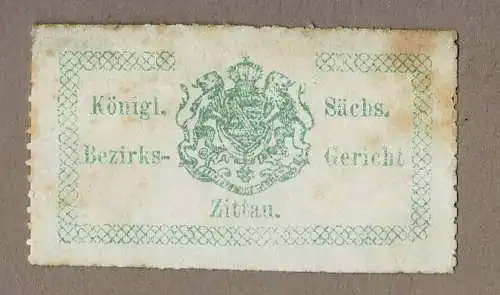 Königl. Sächs.
Bezirks- Gericht
Zittau.